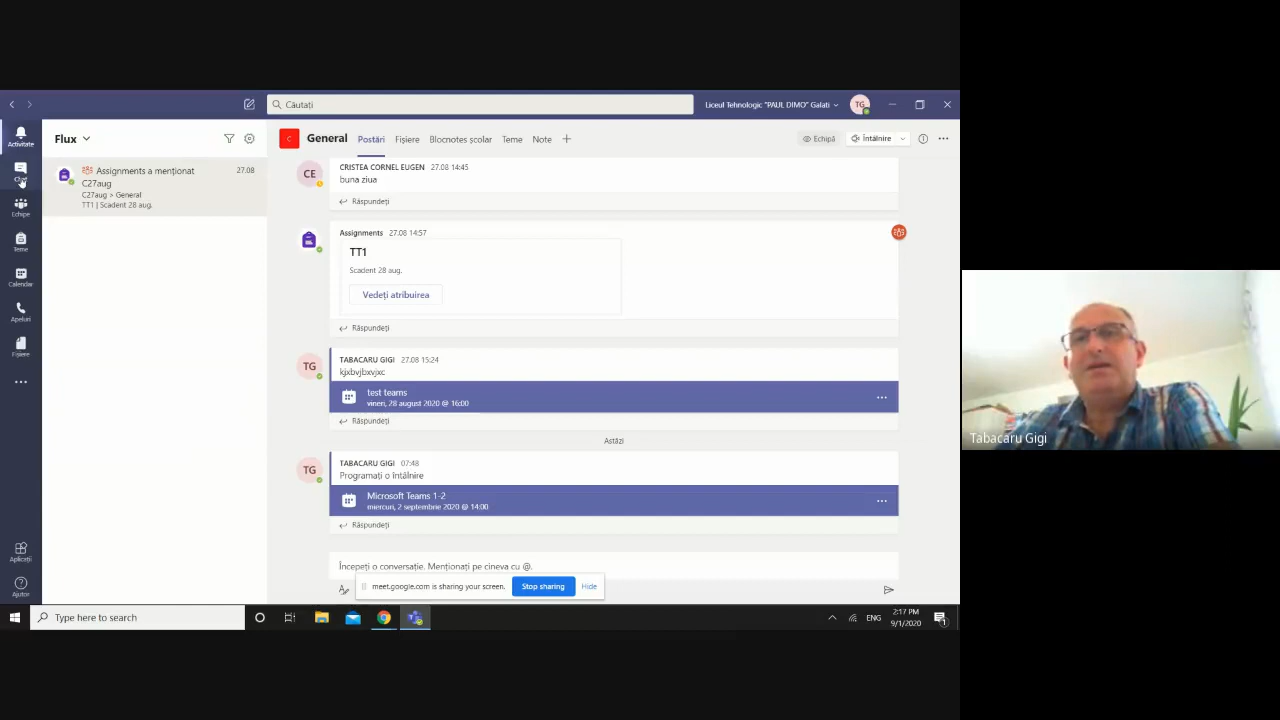 Căutați
Liceul Tehnologic "PAUL DIMO" Galati
TG
Activitate
Echipe
Teme
Calendar
Apeluri
Fișiere
Aplicații
Ajutor
Flux
Assignments a menționat
27.08
C27aug
C27aug > General
TT1 | Scadent 28 aug.
C
General
Postări
Fișiere
Blocnotes școlar
Teme
Note
Echipă
Întâlnire
CE
CRISTEA CORNEL EUGEN 27.08 14:45
buna ziua
Răspundeți
Assignments 27.08 14:57
TT1
Scadent 28 aug.
Vedeți atribuirea
Răspundeți
TG
TABACARU GIGI 27.08 15:24
kjxbvjbxvjxc
test teams
vineri, 28 august 2020 @ 16:00
Răspundeți
Astăzi
TG
TABACARU GIGI 07:48
Programați o întâlnire
Microsoft Teams 1-2
miercuri, 2 septembrie 2020 @ 14:00
Răspundeți
Începeți o conversație. Menționați pe cineva cu @.
meet.google.com is sharing your screen.
Stop sharing
Hide
Type here to search
ENG
2:17 PM
9/1/2020
1
Tabacaru Gigi